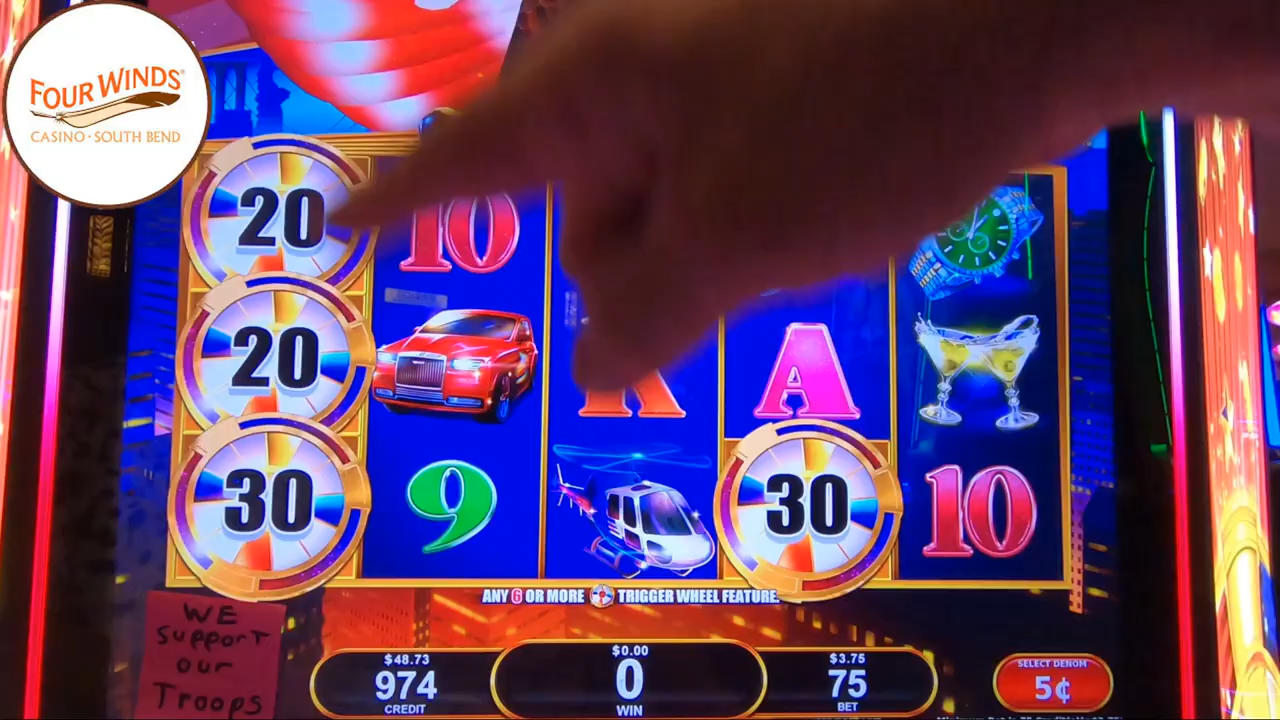 FOUR WINDS®
CASINO · SOUTH BEND
20
10
20
K
A
30
9
30
10
ANY 6 OR MORE TRIGGER WHEEL FEATURE.
WE
Support
our
Troops
$48.73
974
CREDIT
$0.00
0
WIN
$3.75
75
BET
SELECT DENOM
5¢